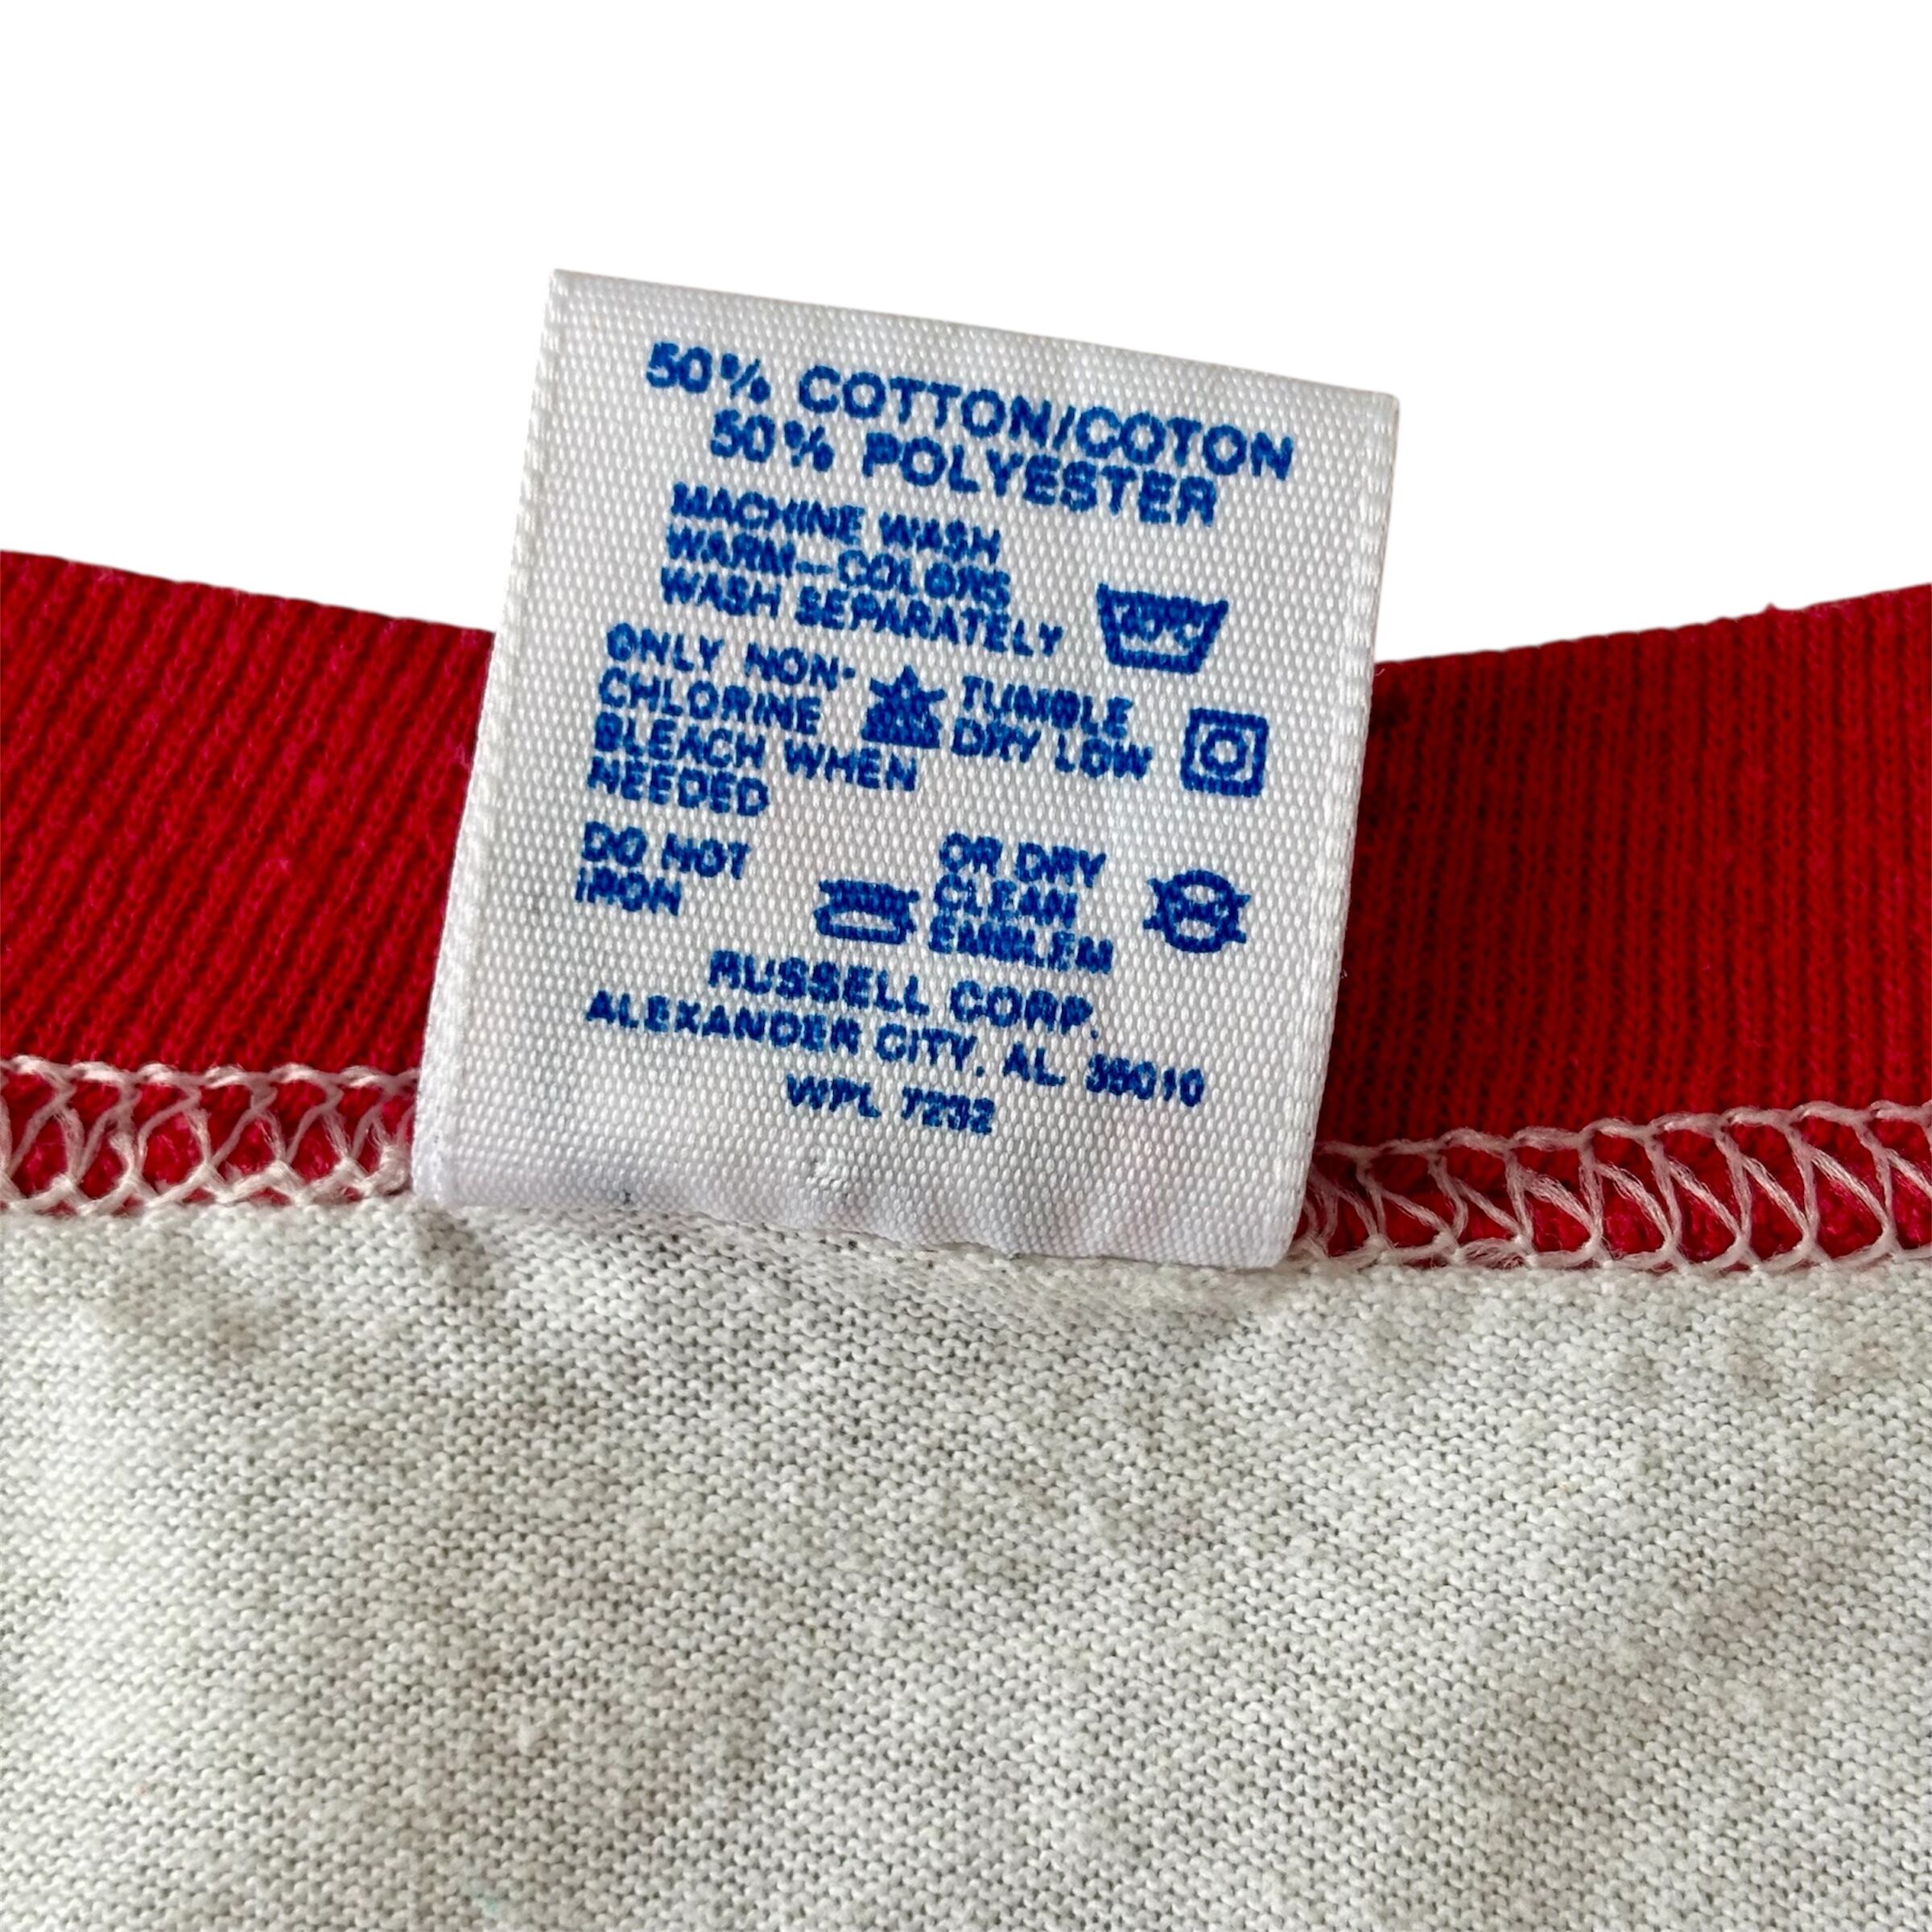 50% COTTON/COTON
50% POLYESTER
MACHINE WASH
WARM—COLORS
WASH SEPARATELY
ONLY NON-
CHLORINE
BLEACH WHEN
NEEDED
TUMBLE
DRY LOW
DO NOT
IRON
OR DRY
CLEAN
EMBLEM
RUSSELL CORP.
ALEXANDER CITY, AL. 35010
WPL 7232